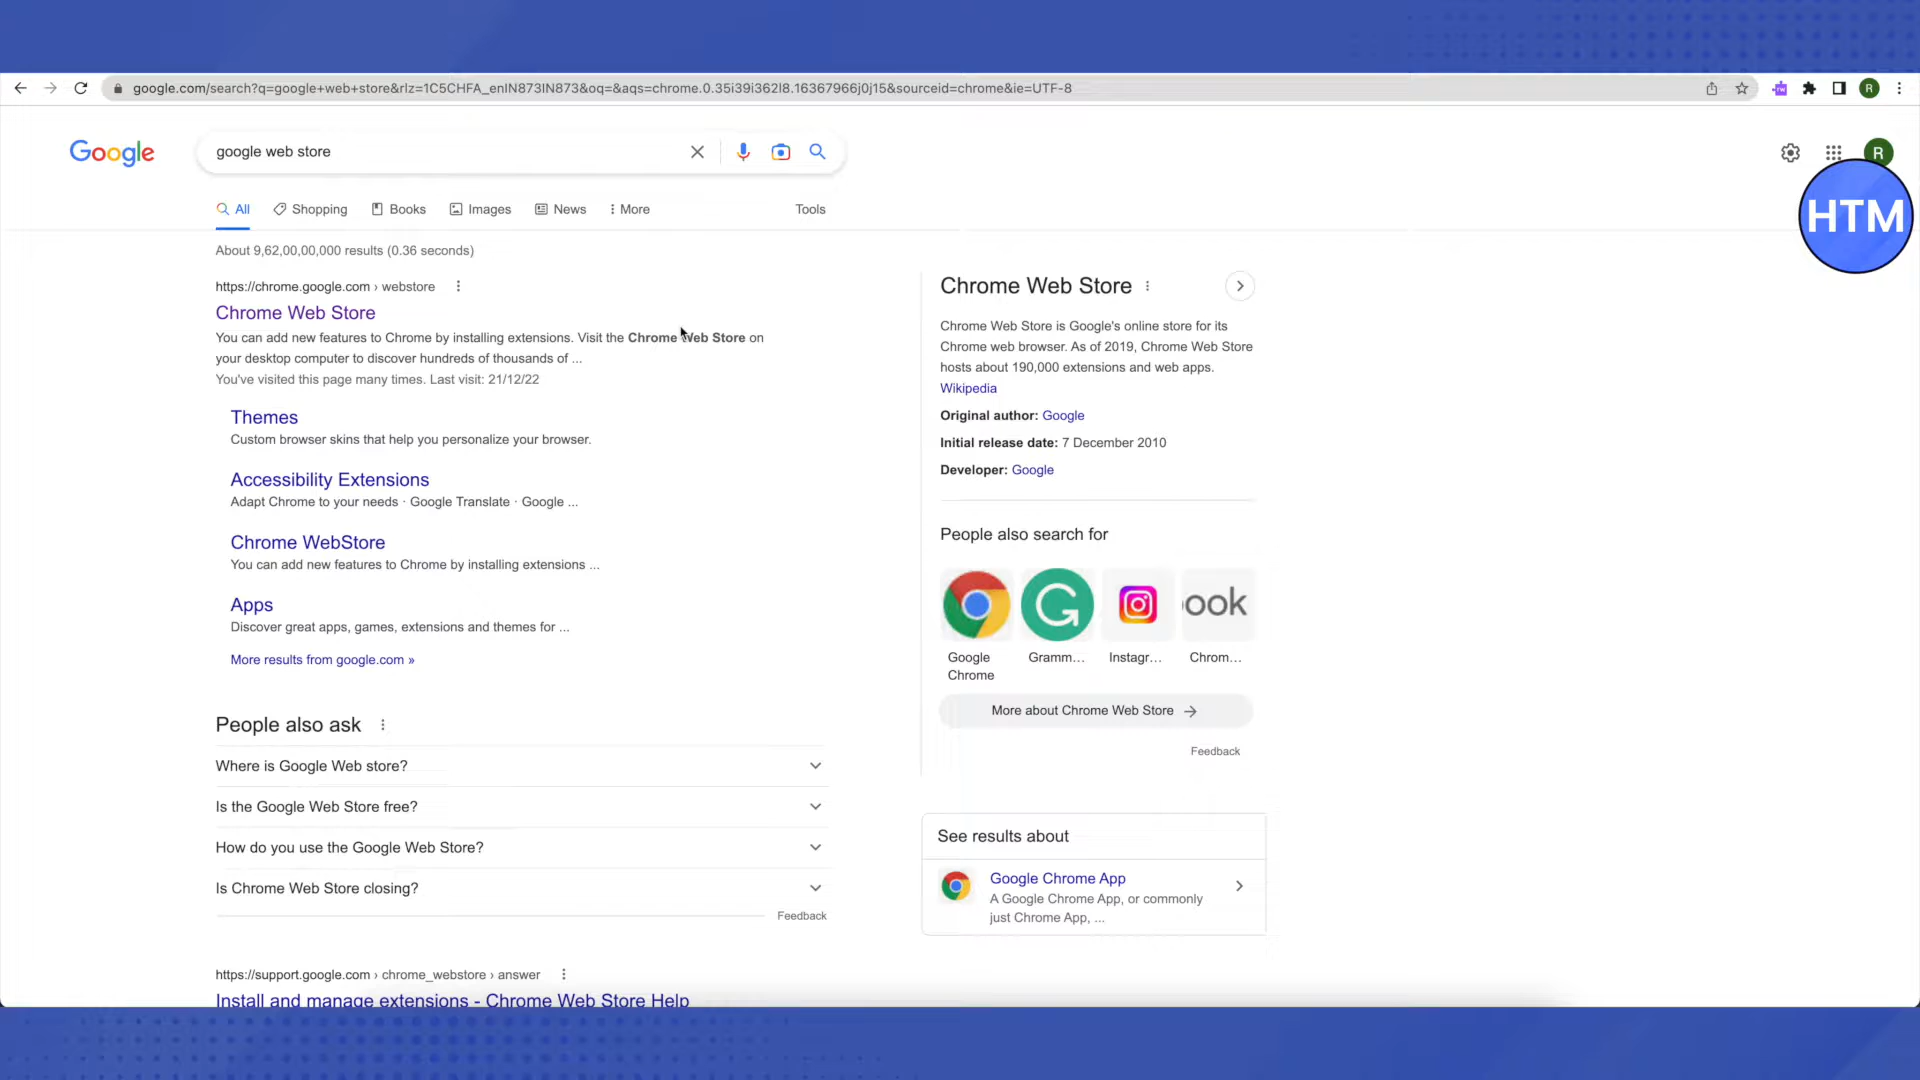 google.com/search?q=google+web+store&rlz=1C5CHFA_enIN873IN873&oq=&aqs=chrome.0.35i39i362l8.16367966j0j15&sourceid=chrome&ie=UTF-8
R
Google
google web store
R
HTM
All
Shopping
Books
Images
News
More
Tools
About 9,62,00,00,000 results (0.36 seconds)
https://chrome.google.com › webstore
Chrome Web Store
You can add new features to Chrome by installing extensions. Visit the Chrome Web Store on
your desktop computer to discover hundreds of thousands of ...
You've visited this page many times. Last visit: 21/12/22
Themes
Custom browser skins that help you personalize your browser.
Accessibility Extensions
Adapt Chrome to your needs · Google Translate · Google ...
Chrome WebStore
You can add new features to Chrome by installing extensions ...
Apps
Discover great apps, games, extensions and themes for ...
More results from google.com »
People also ask
Where is Google Web store?
Is the Google Web Store free?
How do you use the Google Web Store?
Is Chrome Web Store closing?
Feedback
https://support.google.com › chrome_webstore › answer
Install and manage extensions - Chrome Web Store Help
Chrome Web Store
Chrome Web Store is Google's online store for its
Chrome web browser. As of 2019, Chrome Web Store
hosts about 190,000 extensions and web apps.
Wikipedia
Original author: Google
Initial release date: 7 December 2010
Developer: Google
People also search for
ook
Google
Chrome
Gramm...
Instagr...
Chrom...
More about Chrome Web Store
Feedback
See results about
Google Chrome App
A Google Chrome App, or commonly
just Chrome App, ...